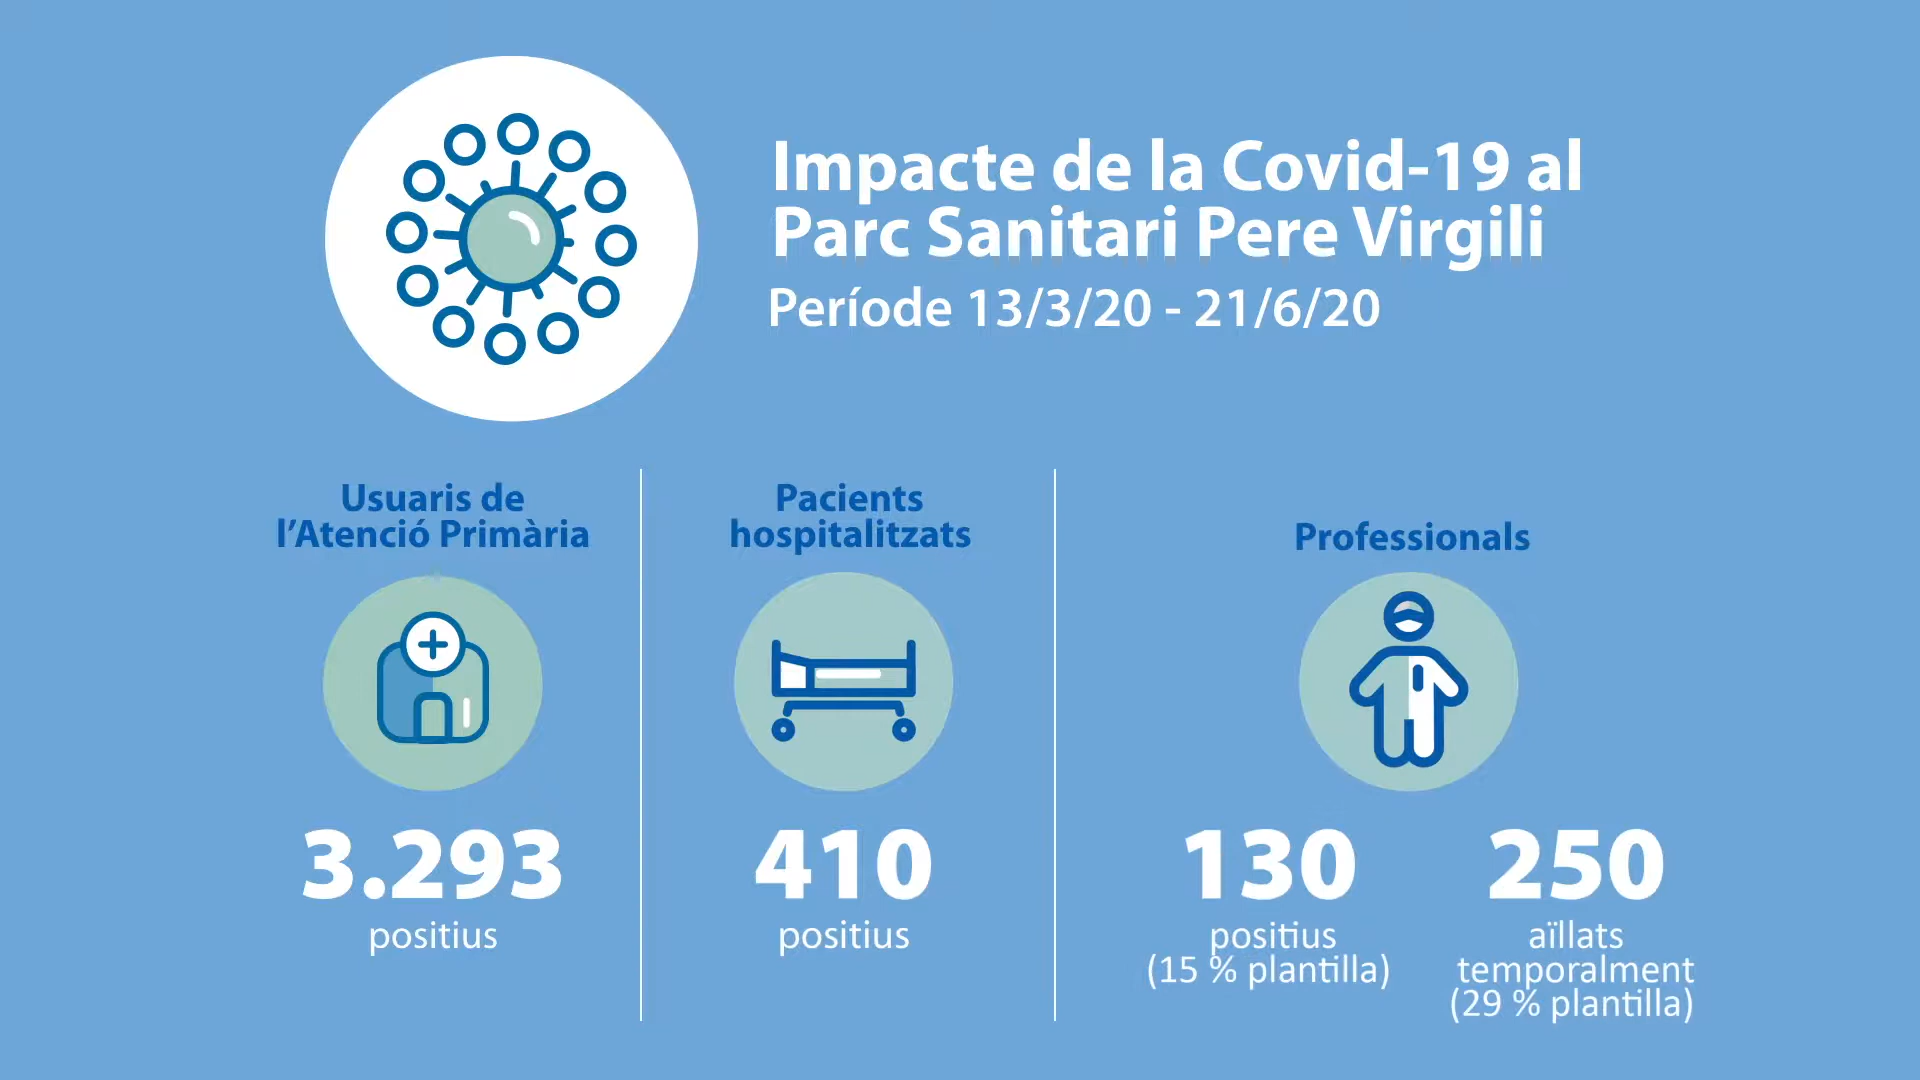 Impacte de la Covid-19 al
Parc Sanitari Pere Virgili
Període 13/3/20 - 21/6/20
Usuaris de
l'Atenció Primària
3.293
positius
Pacients
hospitalitzats
410
positius
Professionals
130
positius
(15 % plantilla)
250
aïllats
temporalment
(29 % plantilla)